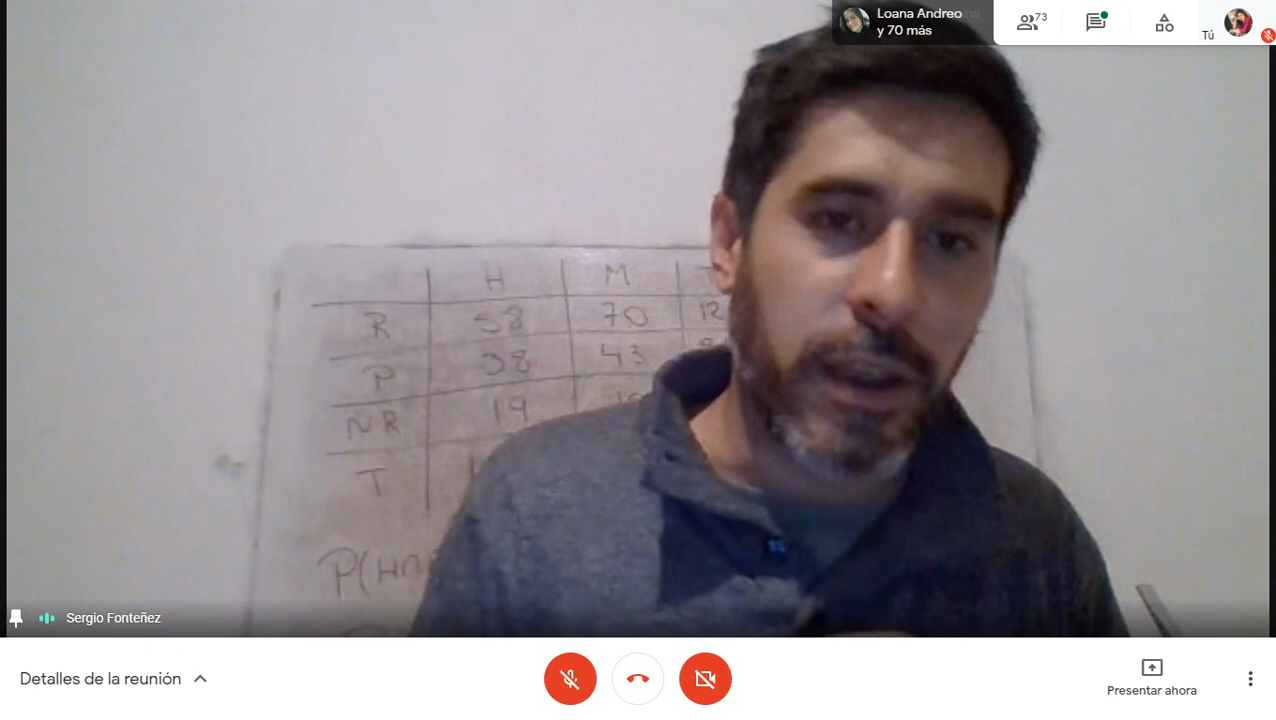 Loana Andreo
y 70 más
73
Tú
H M
R 58 70 12
P 38 43
NR 19
T
P(H∩
Sergio Fonteñez
Detalles de la reunión
Presentar ahora